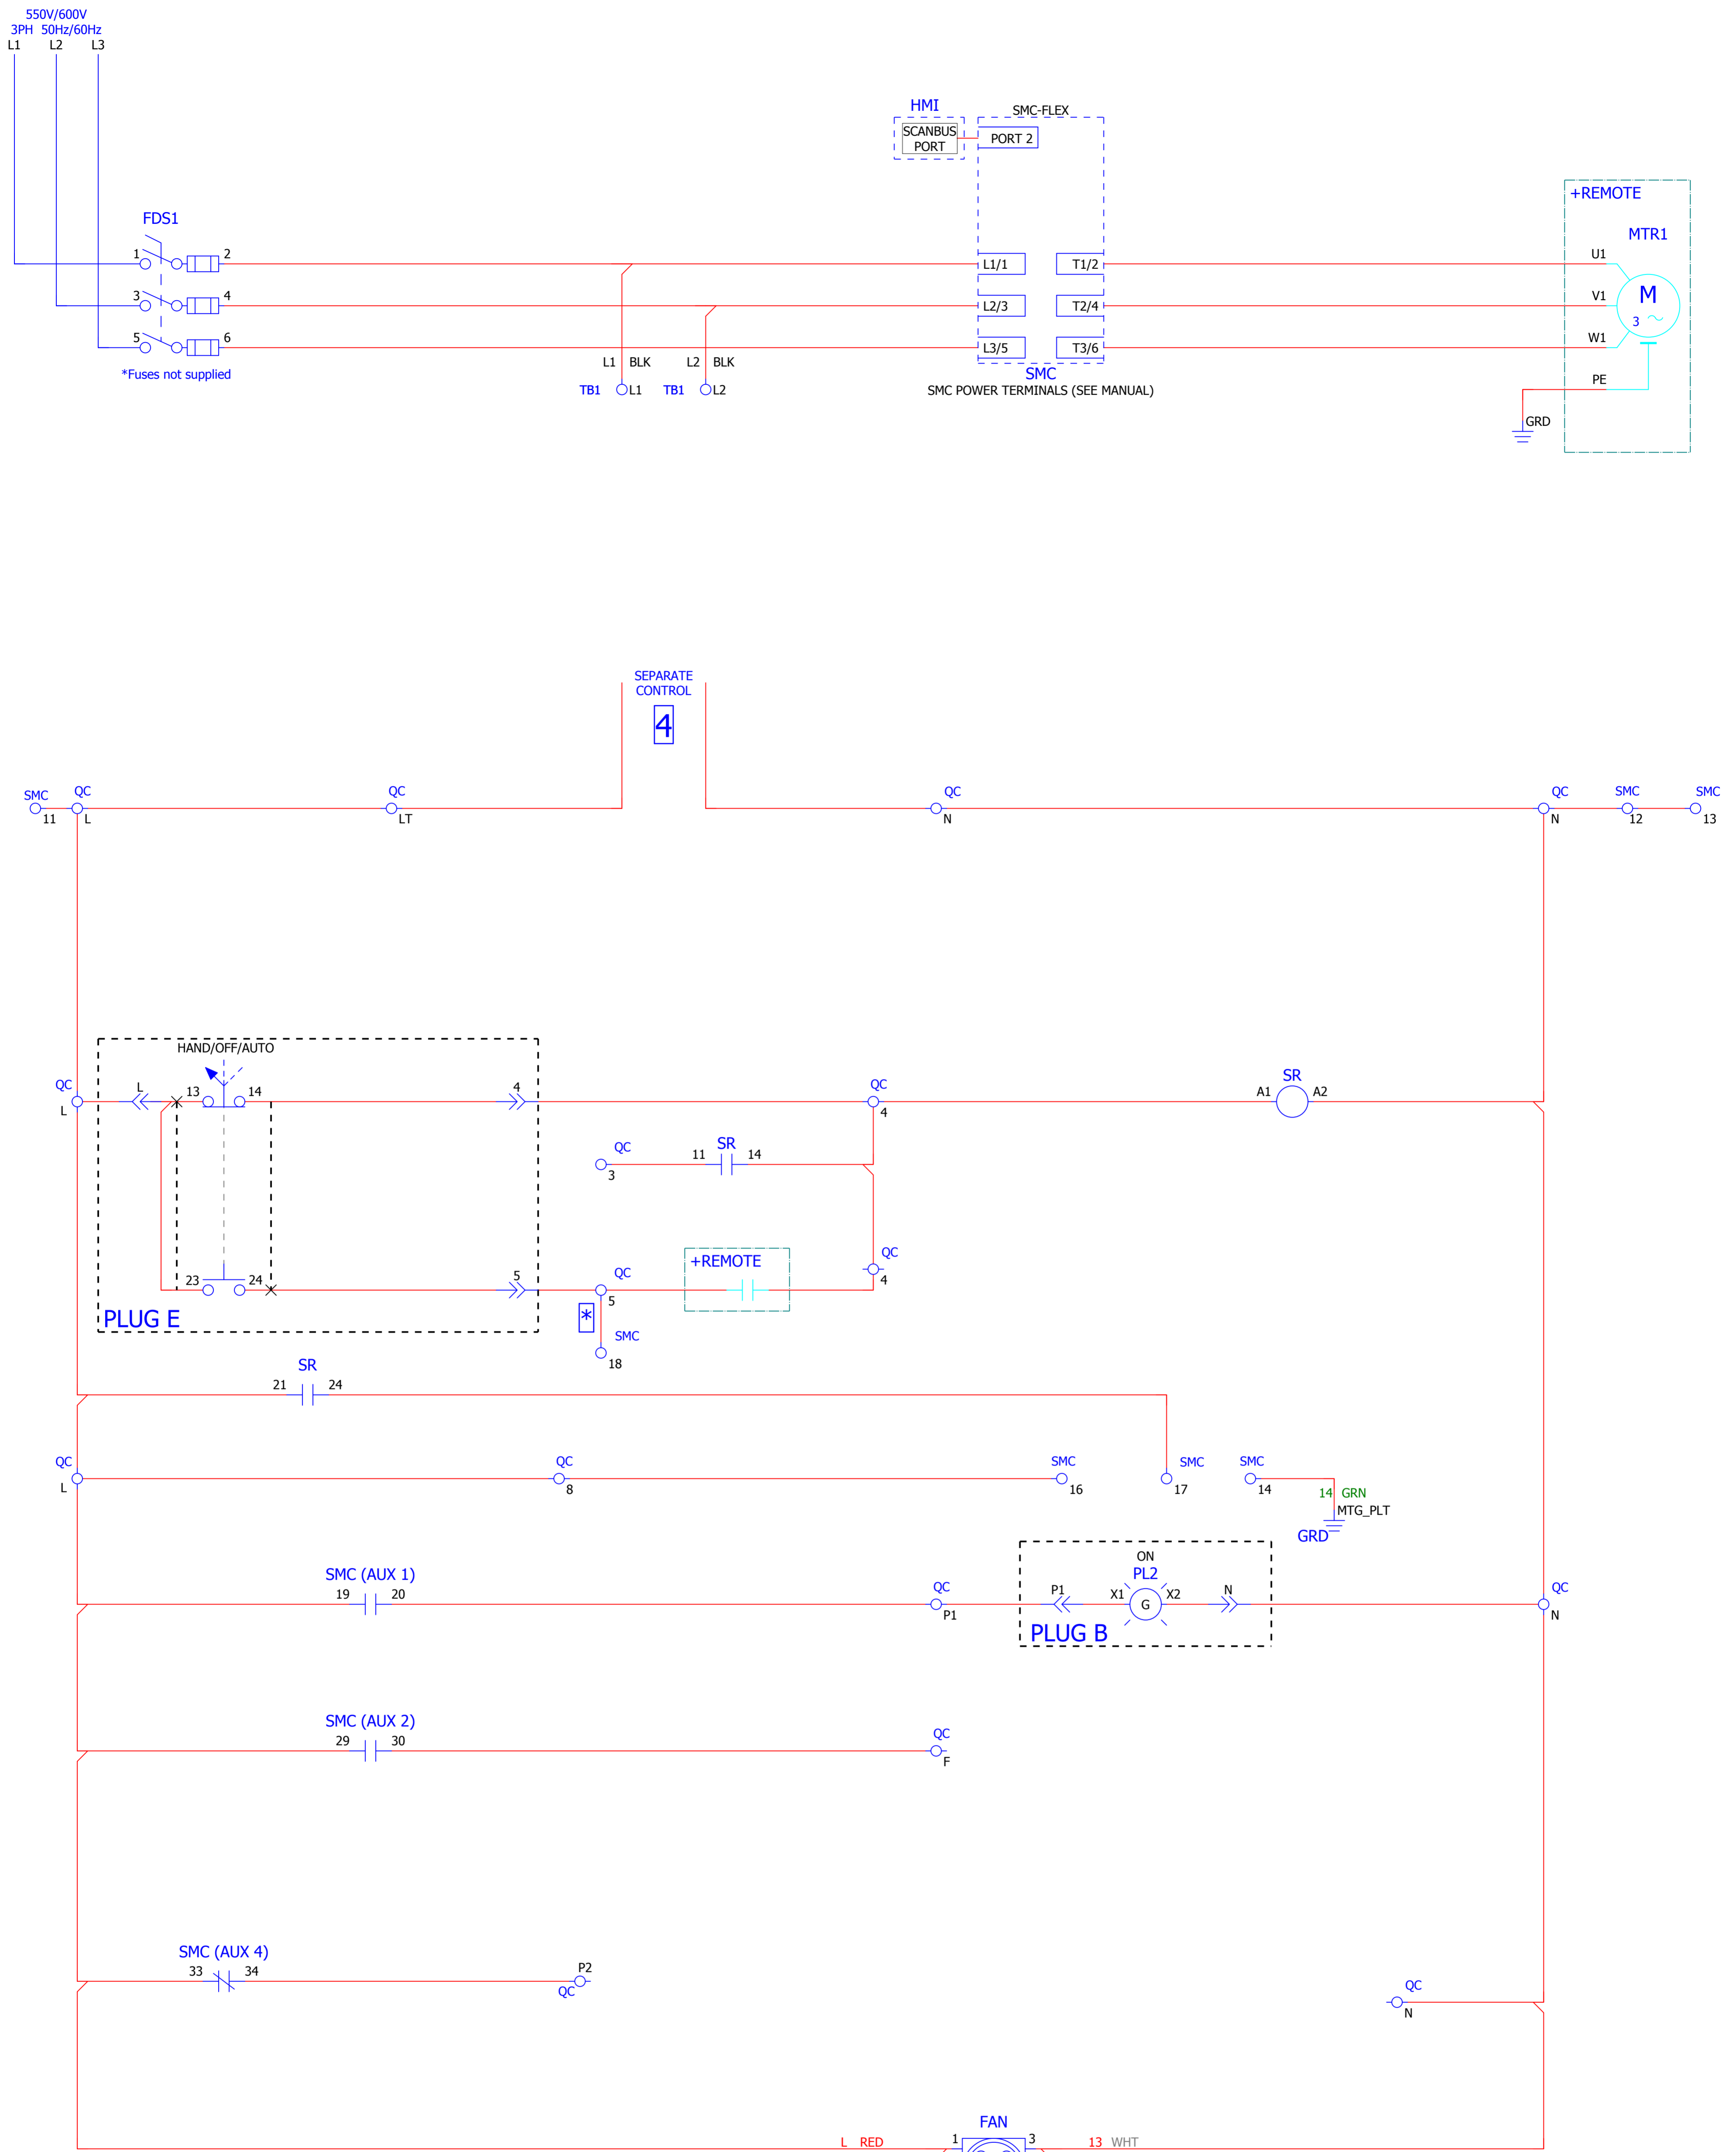 550V/600V
3PH 50Hz/60Hz
L1 L2 L3
HMI
SCANBUS
PORT
SMC-FLEX
PORT 2
+REMOTE
MTR1
FDS1
1 2
3 4
5 6
*Fuses not supplied
L1/1 T1/2
L2/3 T2/4
L3/5 T3/6
U1
V1
W1
PE
M
3
GRD
L1 BLK
L2 BLK
TB1 L1
TB1 L2
SMC
SMC POWER TERMINALS (SEE MANUAL)
SEPARATE
CONTROL
4
SMC QC QC QC QC SMC SMC
11 L LT N N 12 13
HAND/OFF/AUTO
QC L 13 14 4 QC SR
L 4 A1 A2
QC SR
3 11 14
+REMOTE QC
4
23 24 5 QC
5
PLUG E
*
SMC
18
SR
21 24
QC QC SMC SMC SMC
L 8 16 17 14
14 GRN
MTG_PLT
GRD
SMC (AUX 1)
19 20
QC
P1
ON
PL2
P1 X1 G X2 N
PLUG B
QC
N
SMC (AUX 2)
29 30
QC
F
SMC (AUX 4)
33 34
P2
QC
QC
N
FAN
L RED 1 3 13 WHT